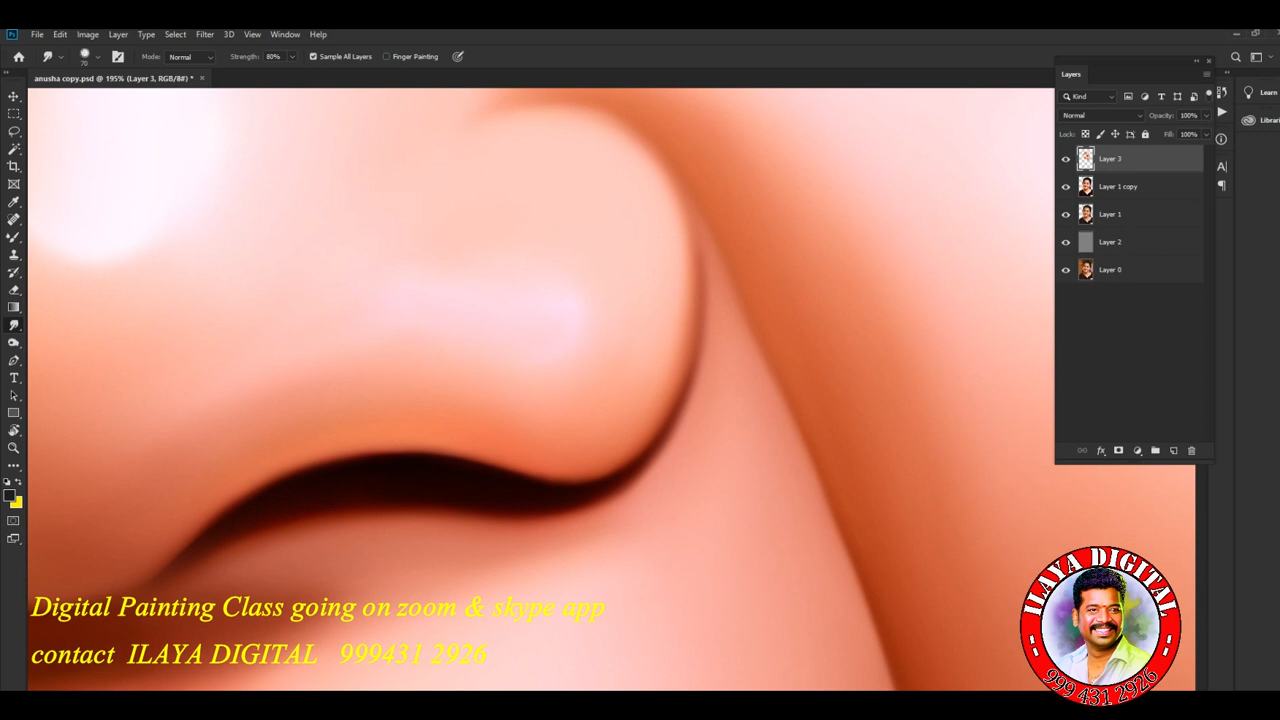 File Edit Image Layer Type Select Filter 3D View Window Help
70 Mode: Normal Strength: 80% Sample All Layers Finger Painting
anusha copy.psd @ 195% (Layer 3, RGB/8#) *
Layers
Kind
Normal Opacity: 100%
Lock: Fill: 100%
Layer 3
Layer 1 copy
Layer 1
Layer 2
Layer 0
Learn
Digital Painting Class going on zoom & skype app
contact ILAYA DIGITAL 999431 2926
ILAYA DIGITAL
999 431 2926